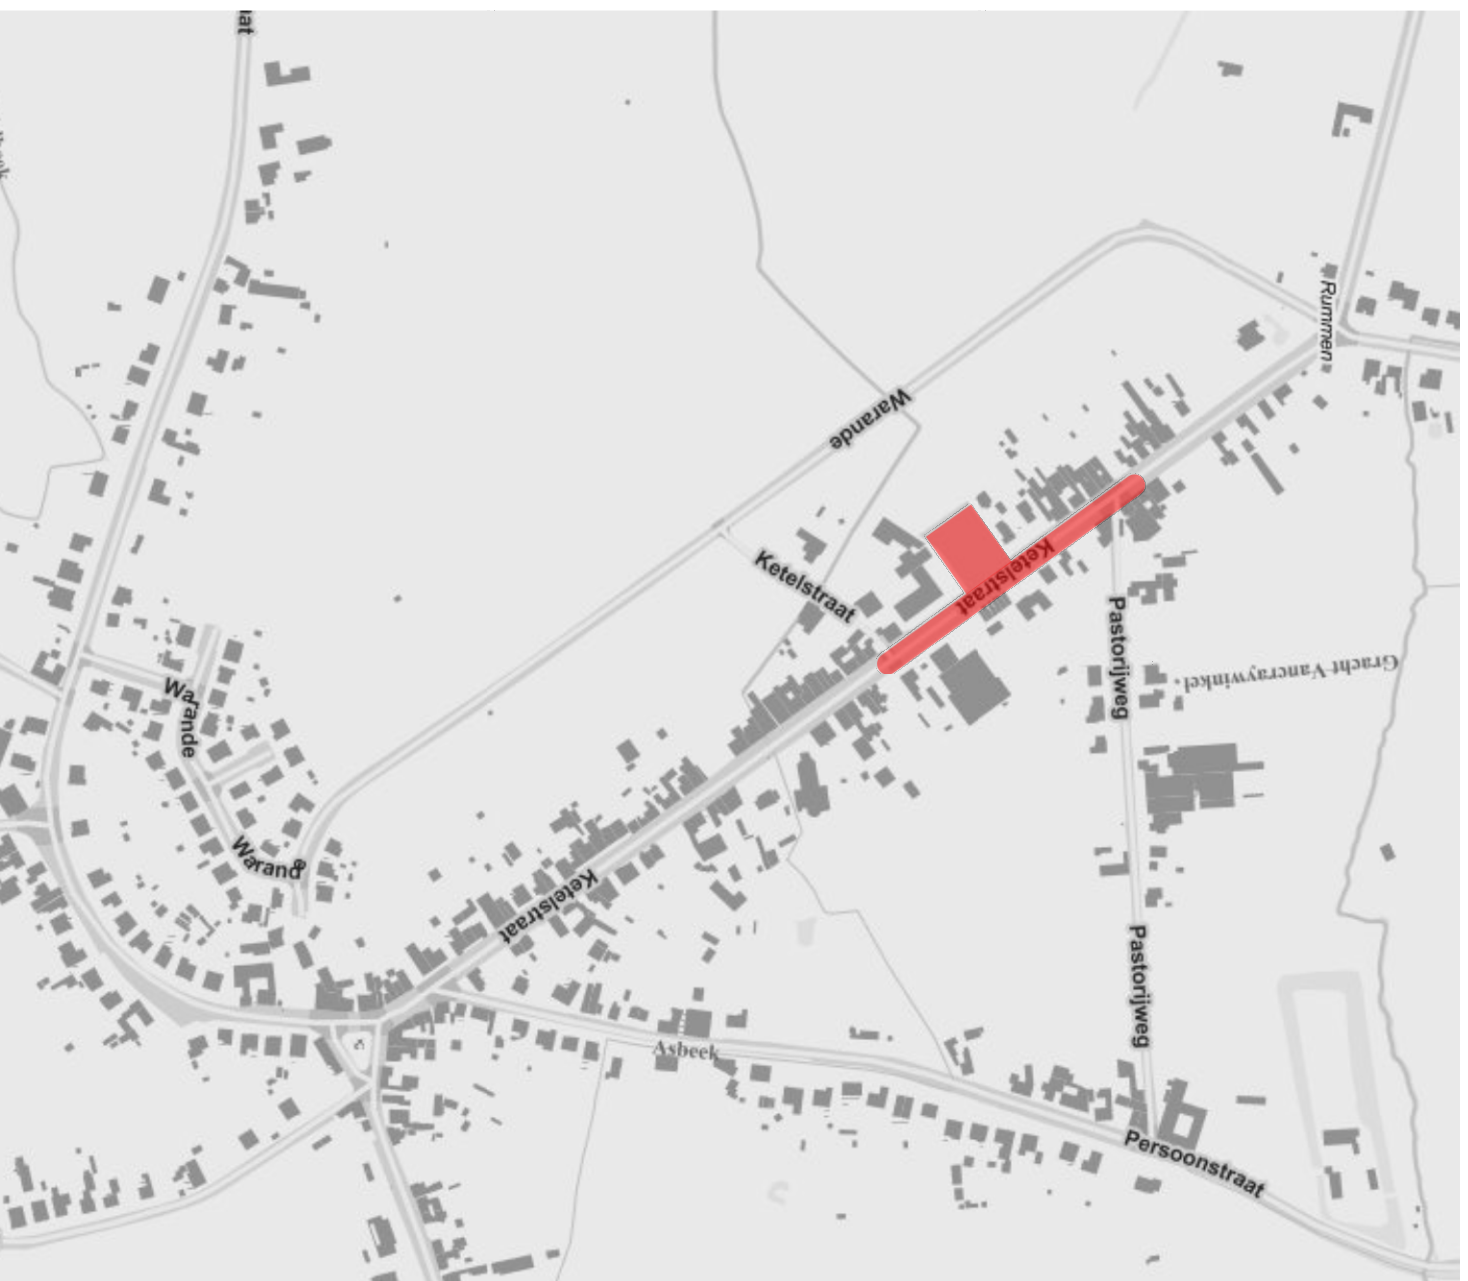 Rummen
Warande
Ketelstraat
Ketelstraat
Pastorijweg
Gracht Vancraywinkel.
Warande
Warande
Ketelstraat
Pastorijweg
Asbeek
Persoonstraat